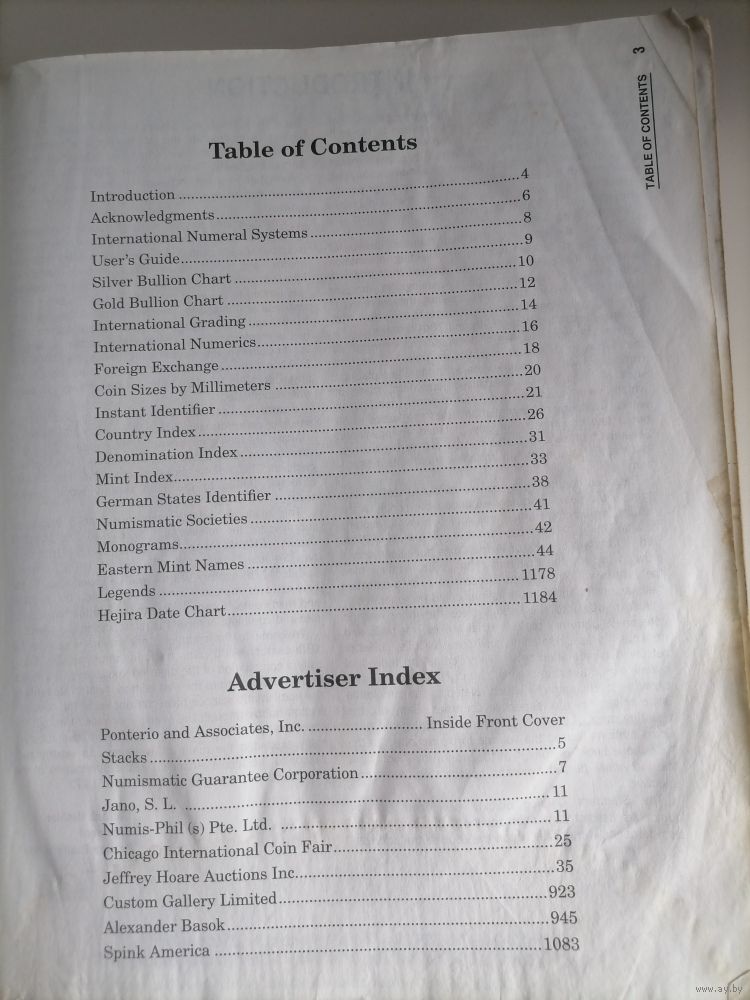 TABLE OF CONTENTS 3
Table of Contents
Introduction ........ 4
Acknowledgments ........ 6
International Numeral Systems ........ 8
User's Guide ........ 9
Silver Bullion Chart ........ 10
Gold Bullion Chart ........ 12
International Grading ........ 14
International Numerics ........ 16
Foreign Exchange ........ 18
Coin Sizes by Millimeters ........ 20
Instant Identifier ........ 21
Country Index ........ 26
Denomination Index ........ 31
Mint Index ........ 33
German States Identifier ........ 38
Numismatic Societies ........ 41
Monograms ........ 42
Eastern Mint Names ........ 44
Legends ........ 1178
Hejira Date Chart ........ 1184
Advertiser Index
Ponterio and Associates, Inc. ........ Inside Front Cover
Stacks ........ 5
Numismatic Guarantee Corporation ........ 7
Jano, S. L. ........ 11
Numis-Phil (s) Pte. Ltd. ........ 11
Chicago International Coin Fair ........ 25
Jeffrey Hoare Auctions Inc. ........ 35
Custom Gallery Limited ........ 923
Alexander Basok ........ 945
Spink America ........ 1083
www.ay.by